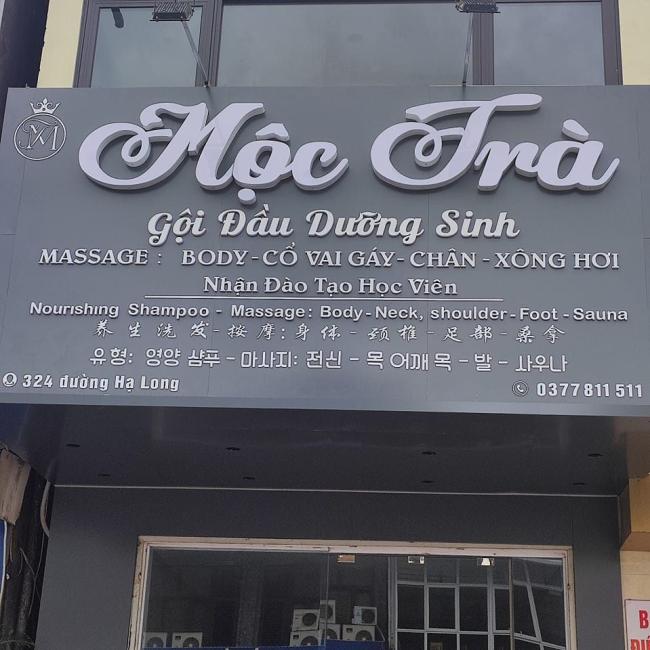 Mộc Trà
Gội Đầu Dưỡng Sinh
MASSAGE : BODY - CỔ VAI GÁY - CHÂN - XÔNG HƠI
Nhận Đào Tạo Học Viên
Nourishing Shampoo - Massage: Body - Neck, shoulder - Foot - Sauna
养生洗发-按摩:身体-颈椎-足部-桑拿
유형: 영양 샴푸 - 마사지: 전신 - 목 어깨 목 - 발 - 사우나
324 đường Hạ Long
0377 811 511